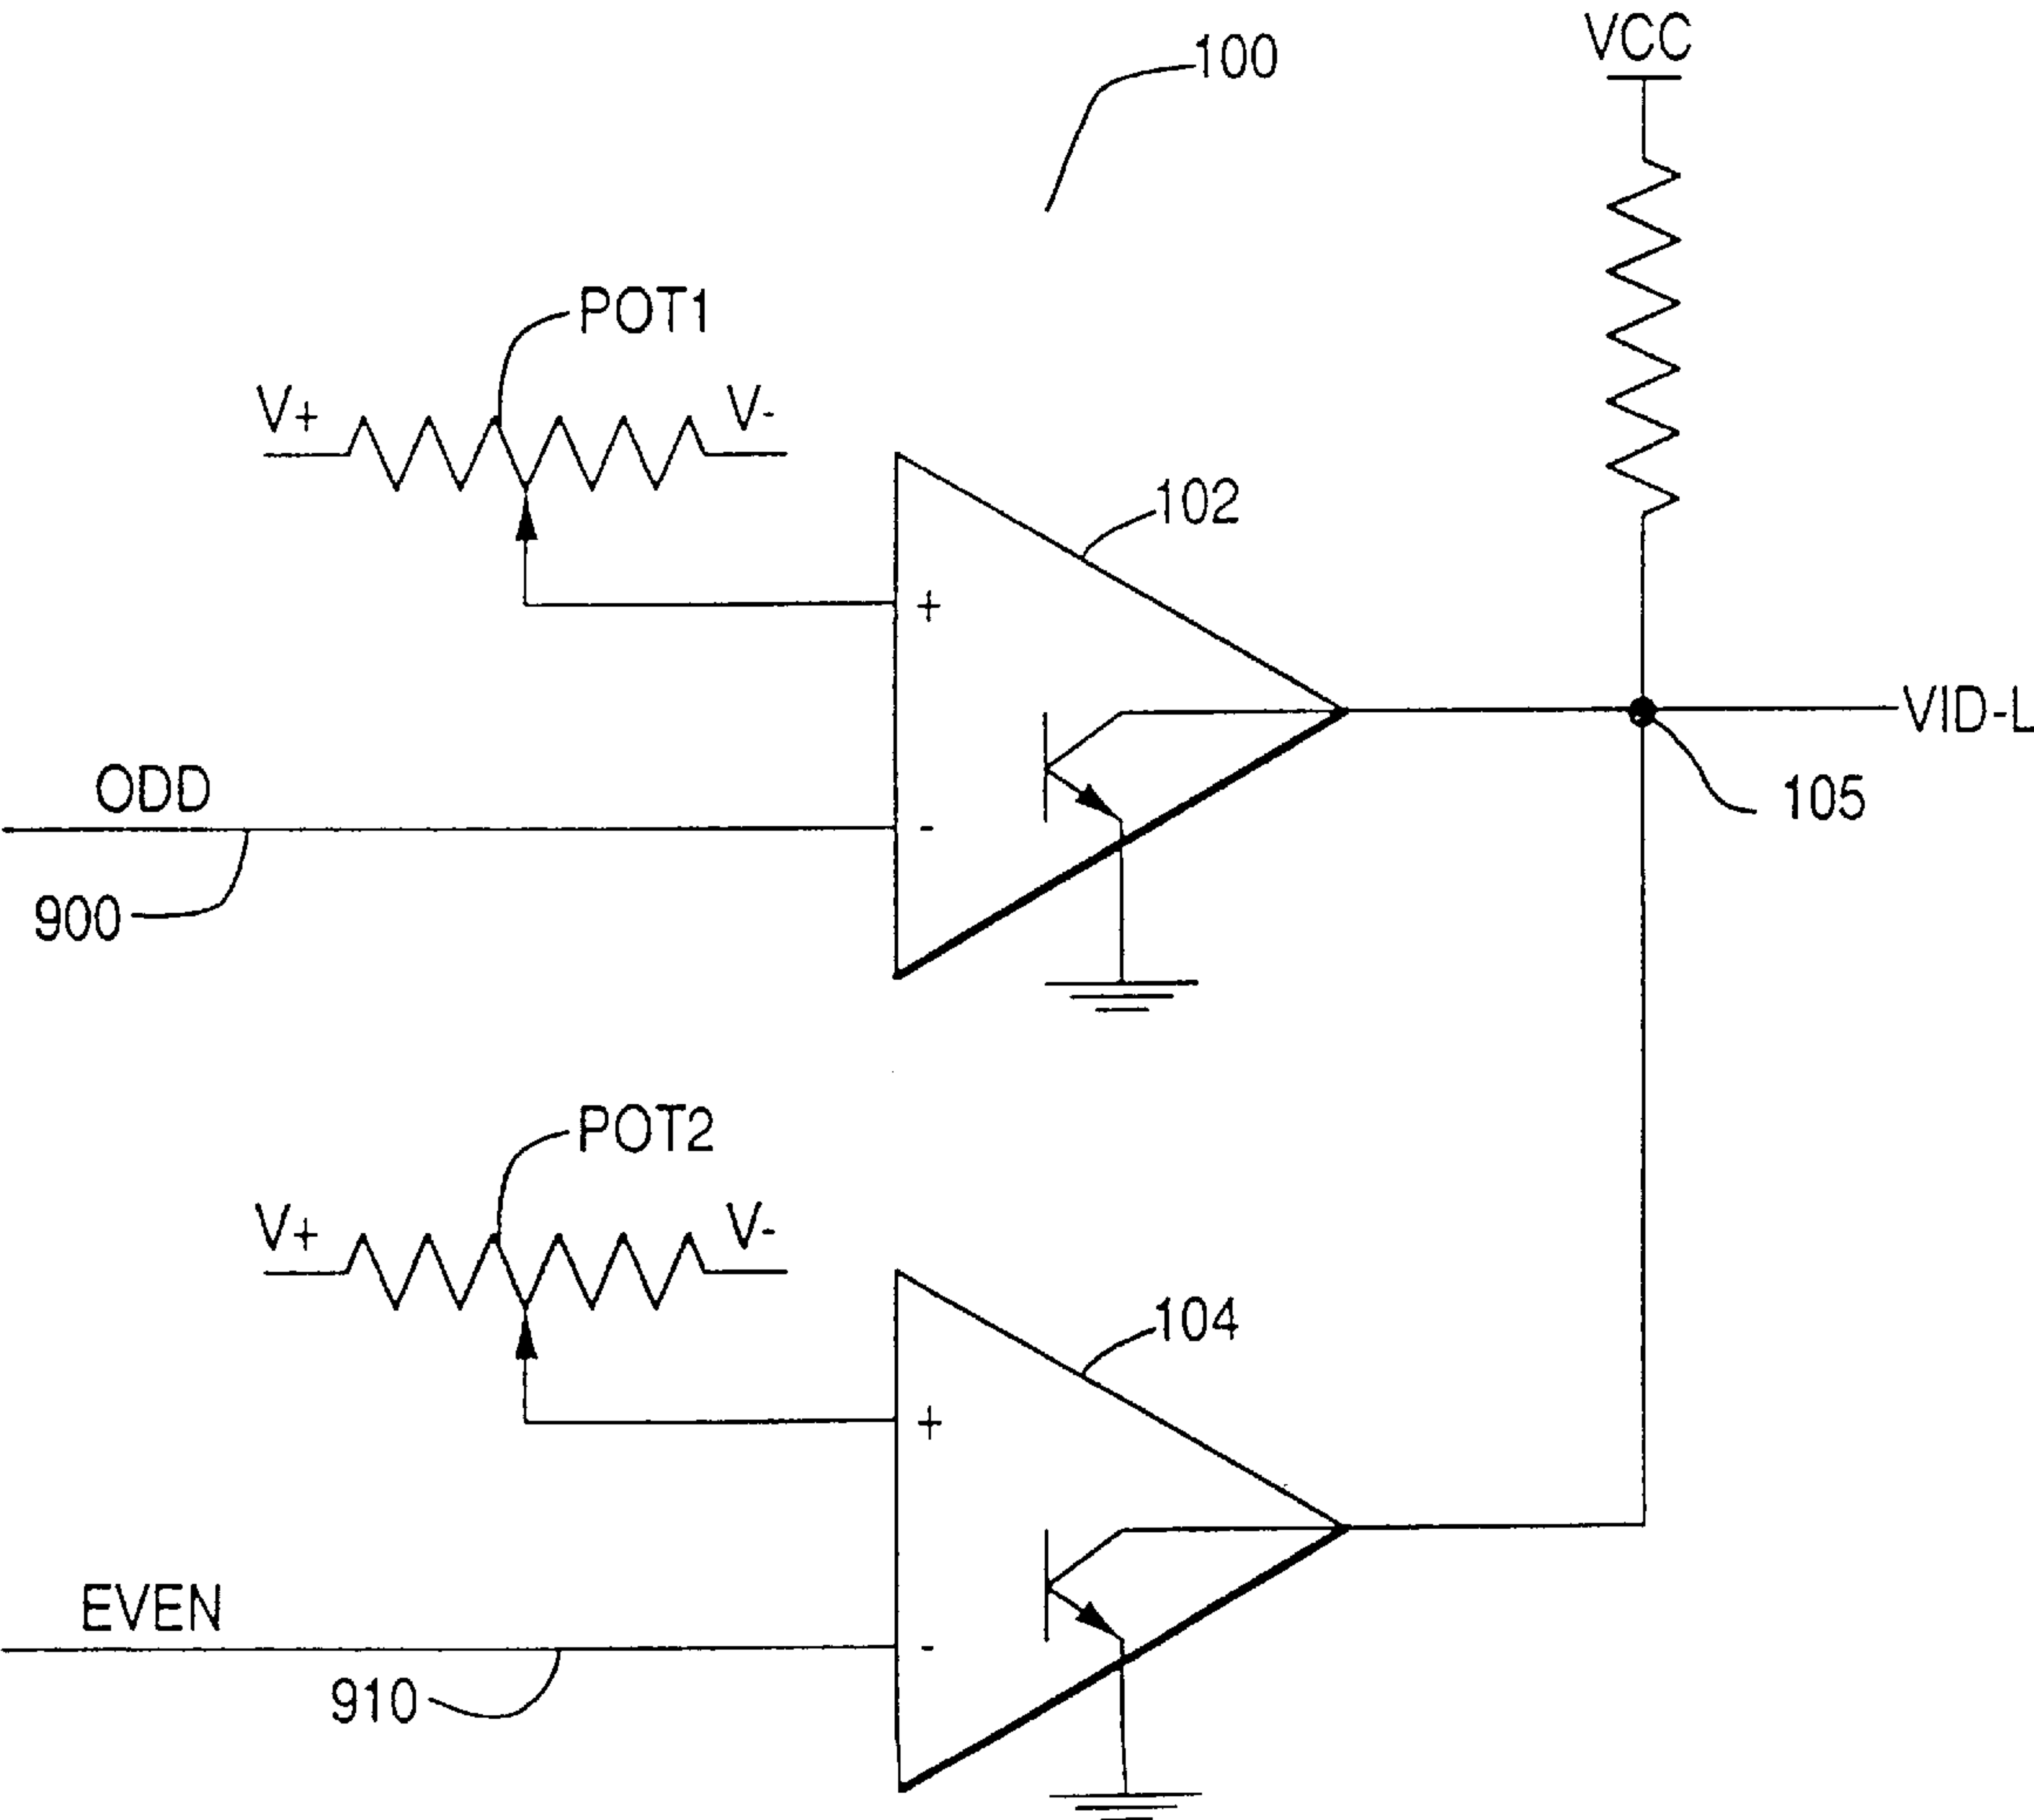 VCC
100
POT1
V+
V-
102
+
VID-L
105
ODD
-
900
POT2
V+
V-
104
+
EVEN
-
910